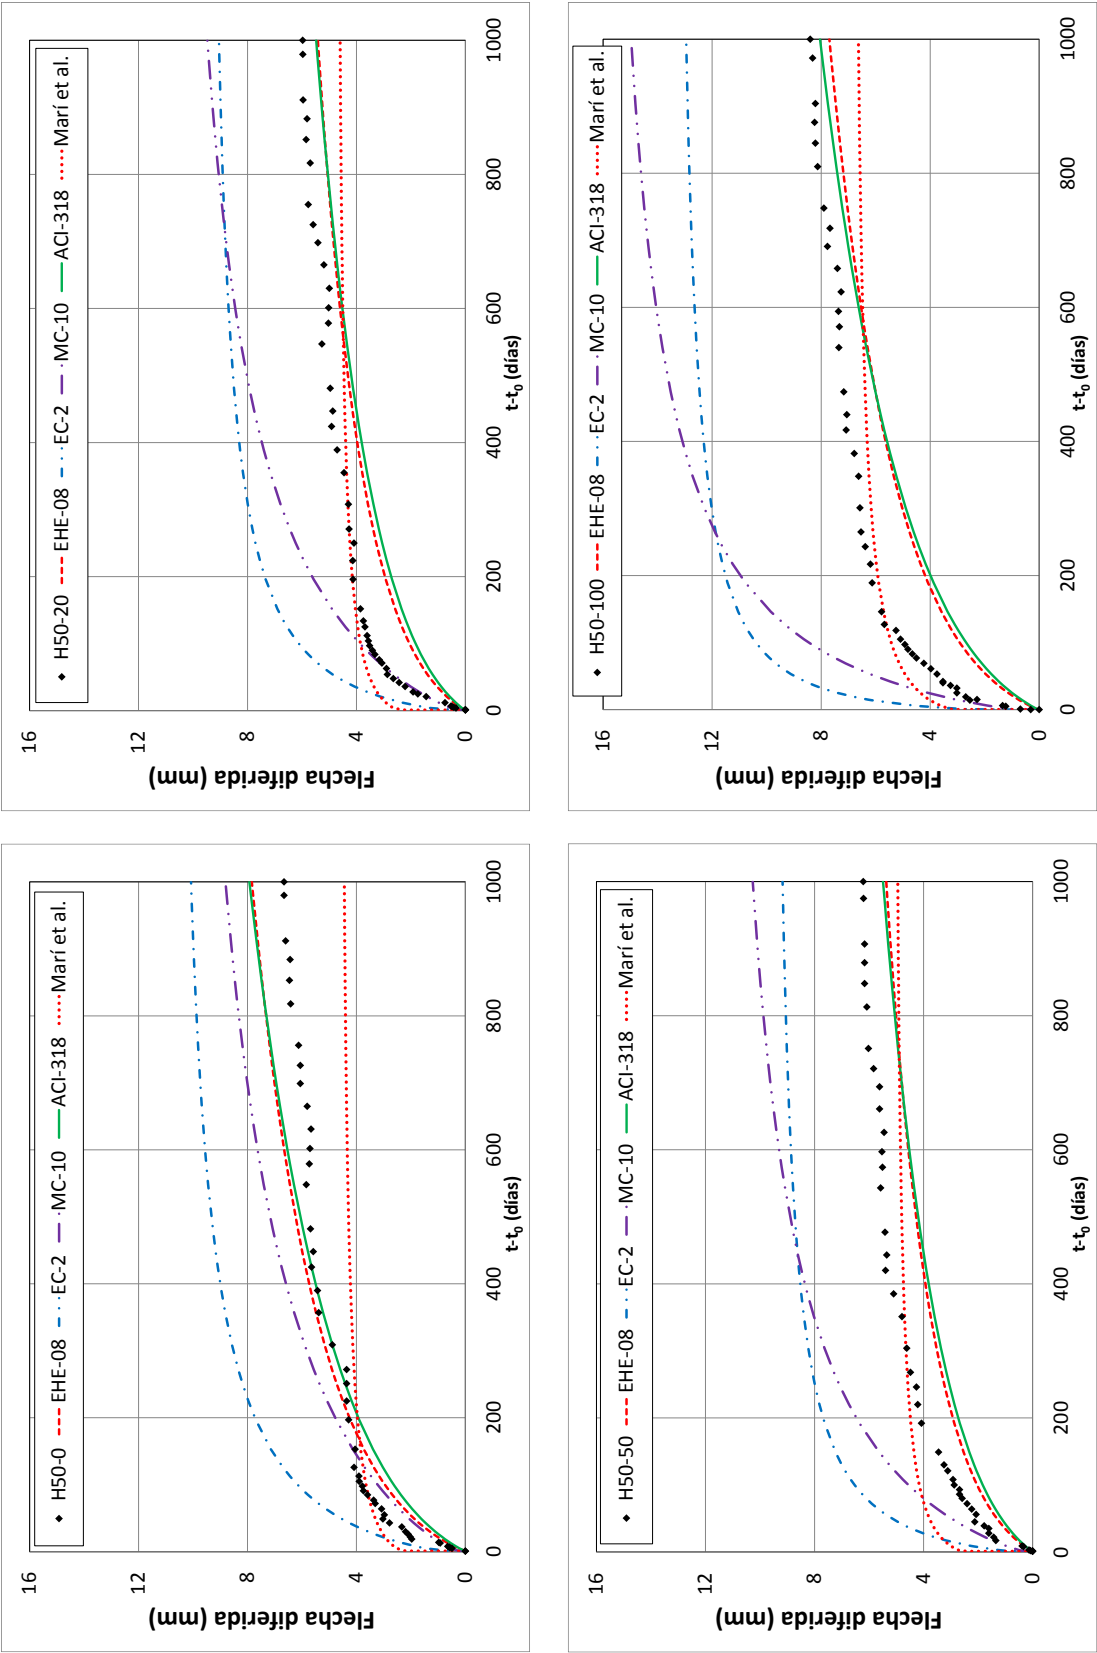 H50-0 EHE-08 EC-2 MC-10 ACI-318 Marí et al.
16
12
8
4
0
Flecha diferida (mm)
0 200 400 600 800 1000
t-t0 (días)
H50-20 EHE-08 EC-2 MC-10 ACI-318 Marí et al.
16
12
8
4
0
Flecha diferida (mm)
0 200 400 600 800 1000
t-t0 (días)
H50-50 EHE-08 EC-2 MC-10 ACI-318 Marí et al.
16
12
8
4
0
Flecha diferida (mm)
0 200 400 600 800 1000
t-t0 (días)
H50-100 EHE-08 EC-2 MC-10 ACI-318 Marí et al.
16
12
8
4
0
Flecha diferida (mm)
0 200 400 600 800 1000
t-t0 (días)